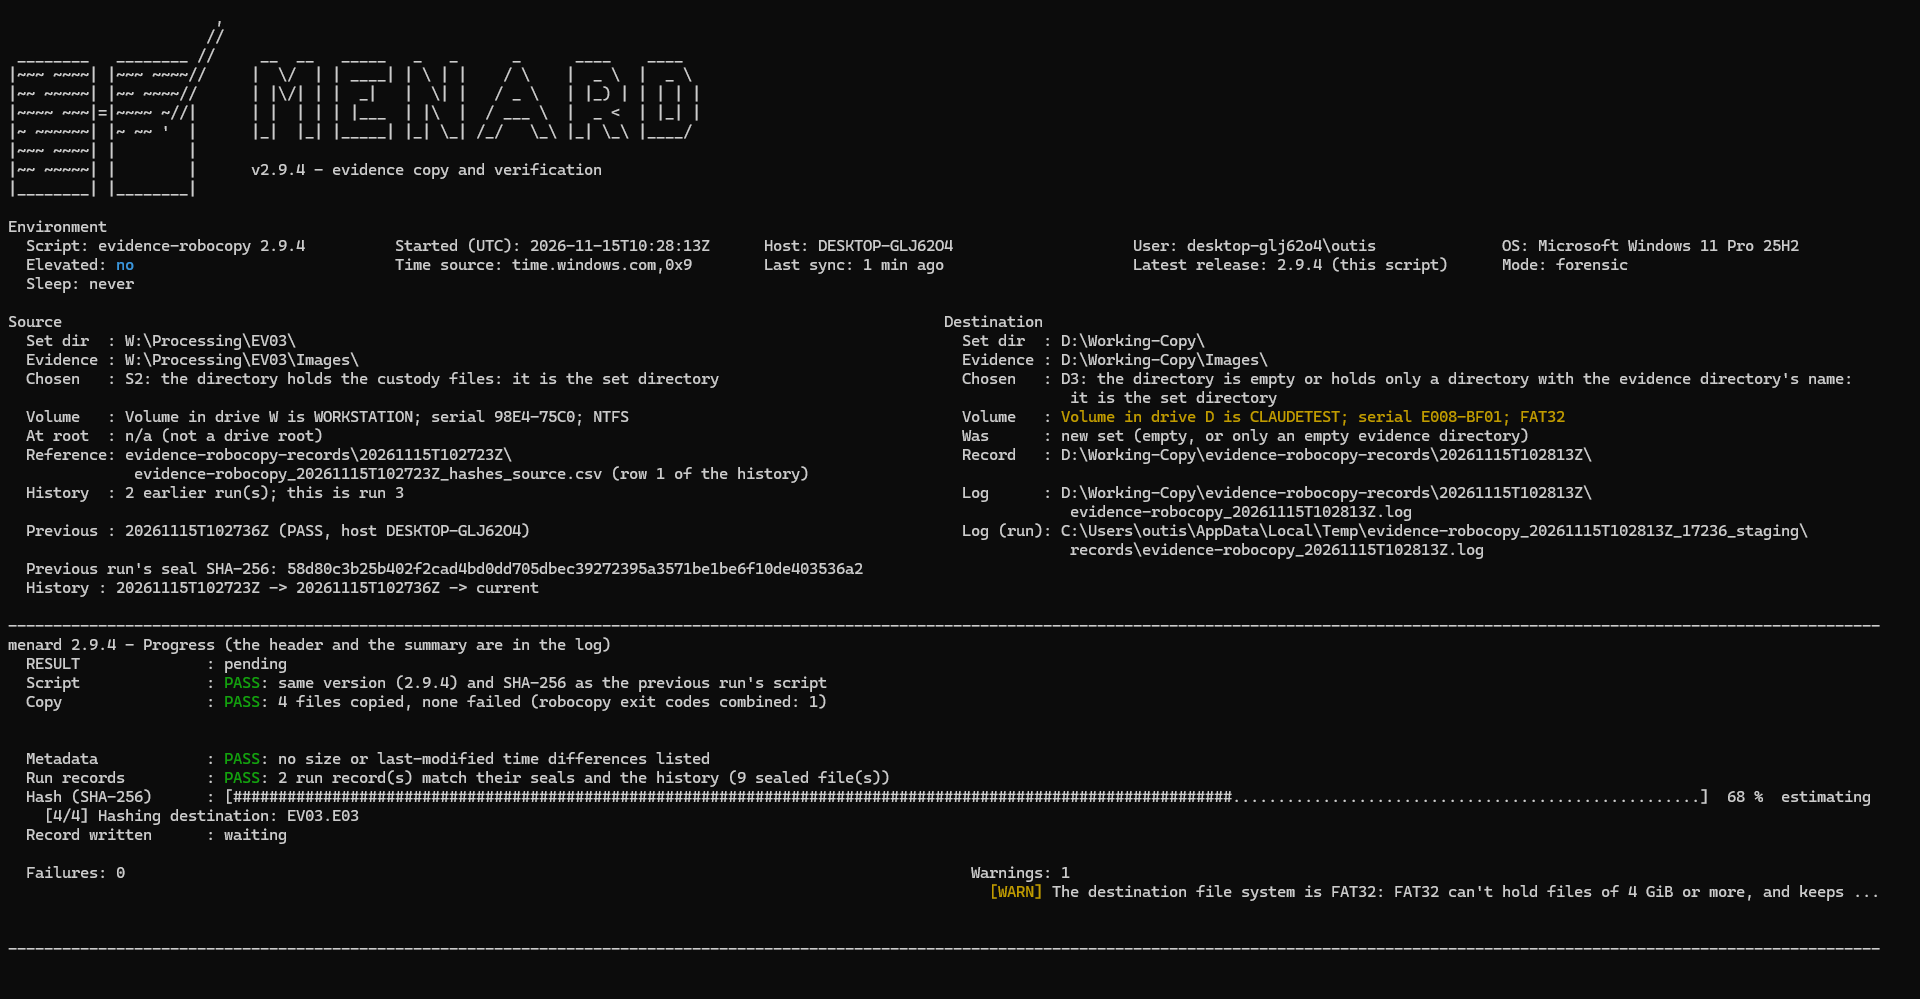 MENARD
v2.9.4 - evidence copy and verification
Environment
Script: evidence-robocopy 2.9.4 Started (UTC): 2026-11-15T10:28:13Z Host: DESKTOP-GLJ62O4 User: desktop-glj62o4\outis OS: Microsoft Windows 11 Pro 25H2
Elevated: no Time source: time.windows.com,0x9 Last sync: 1 min ago Latest release: 2.9.4 (this script) Mode: forensic
Sleep: never
Source
Set dir : W:\Processing\EV03\
Evidence : W:\Processing\EV03\Images\
Chosen : S2: the directory holds the custody files: it is the set directory
Volume : Volume in drive W is WORKSTATION; serial 98E4-75C0; NTFS
At root : n/a (not a drive root)
Reference: evidence-robocopy-records\20261115T102723Z\
evidence-robocopy_20261115T102723Z_hashes_source.csv (row 1 of the history)
History : 2 earlier run(s); this is run 3
Previous : 20261115T102736Z (PASS, host DESKTOP-GLJ62O4)
Previous run's seal SHA-256: 58d80c3b25b402f2cad4bd0dd705dbec39272395a3571be1be6f10de403536a2
History : 20261115T102723Z -> 20261115T102736Z -> current
Destination
Set dir : D:\Working-Copy\
Evidence : D:\Working-Copy\Images\
Chosen : D3: the directory is empty or holds only a directory with the evidence directory's name:
it is the set directory
Volume : Volume in drive D is CLAUDETEST; serial E008-BF01; FAT32
Was : new set (empty, or only an empty evidence directory)
Record : D:\Working-Copy\evidence-robocopy-records\20261115T102813Z\
Log : D:\Working-Copy\evidence-robocopy-records\20261115T102813Z\
evidence-robocopy_20261115T102813Z.log
Log (run): C:\Users\outis\AppData\Local\Temp\evidence-robocopy_20261115T102813Z_17236_staging\
records\evidence-robocopy_20261115T102813Z.log
menard 2.9.4 - Progress (the header and the summary are in the log)
RESULT : pending
Script : PASS: same version (2.9.4) and SHA-256 as the previous run's script
Copy : PASS: 4 files copied, none failed (robocopy exit codes combined: 1)
Metadata : PASS: no size or last-modified time differences listed
Run records : PASS: 2 run record(s) match their seals and the history (9 sealed file(s))
Hash (SHA-256) : [###############################################################################################################....................................................] 68 % estimating
[4/4] Hashing destination: EV03.E03
Record written : waiting
Failures: 0
Warnings: 1
[WARN] The destination file system is FAT32: FAT32 can't hold files of 4 GiB or more, and keeps ...